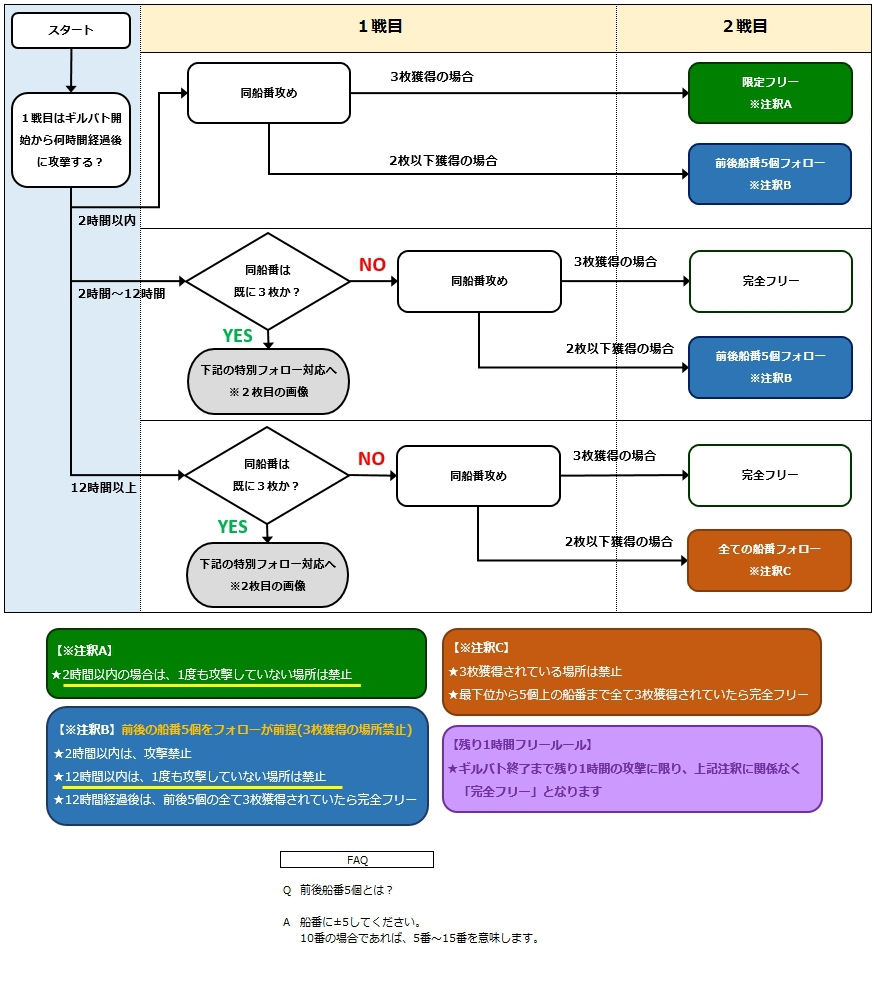 スタート
１戦目
２戦目
１戦目はギルバト開
始から何時間経過後
に攻撃する？
同船番攻め
3枚獲得の場合
限定フリー
※注釈A
2枚以下獲得の場合
前後船番5個フォロー
※注釈B
2時間以内
同船番は
既に３枚か？
NO
同船番攻め
3枚獲得の場合
完全フリー
2時間～12時間
YES
2枚以下獲得の場合
前後船番5個フォロー
※注釈B
下記の特別フォロー対応へ
※２枚目の画像
同船番は
既に３枚か？
NO
同船番攻め
3枚獲得の場合
完全フリー
12時間以上
YES
2枚以下獲得の場合
全ての船番フォロー
※注釈C
下記の特別フォロー対応へ
※2枚目の画像
【※注釈A】
★2時間以内の場合は、1度も攻撃していない場所は禁止
【※注釈B】前後の船番5個をフォローが前提(3枚獲得の場所禁止)
★2時間以内は、攻撃禁止
★12時間以内は、1度も攻撃していない場所は禁止
★12時間経過後は、前後5個の全て3枚獲得されていたら完全フリー
【※注釈C】
★3枚獲得されている場所は禁止
★最下位から5個上の船番まで全て3枚獲得されていたら完全フリー
【残り1時間フリールール】
★ギルバト終了まで残り1時間の攻撃に限り、上記注釈に関係なく
「完全フリー」となります
FAQ
Q 前後船番5個とは？
A 船番に±5してください。
10番の場合であれば、5番～15番を意味します。